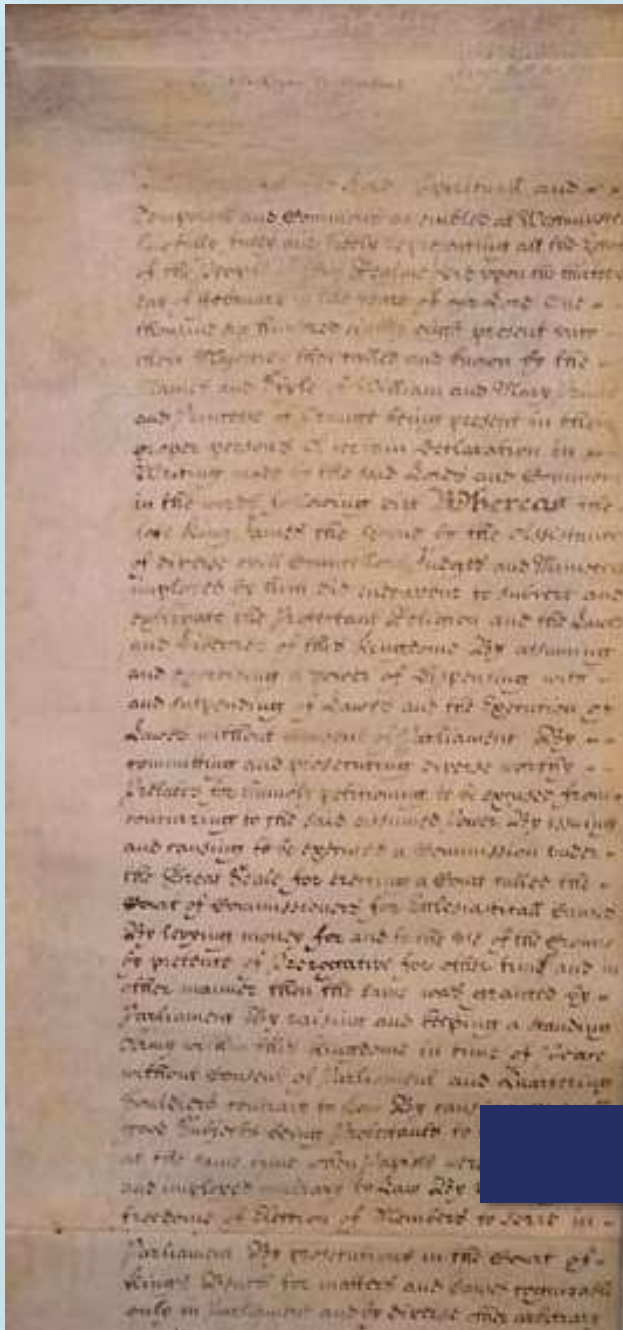 Lords Spirituall and
Temporall and Commons assembled at Westminster
lawfully fully and freely representing all the
of the People of this Realme did upon the
day of February in the yeare of our Lord One
thousand six hundred eighty eight present unto
their Majesties then called and known by the
Names and Stile of William and Mary Prince
and Princesse of Orange being present in their
proper persons a certain Declaration in
Writing made by the said Lords and Commons
in the words following viz Whereas the
late King James the Second by the Assistance
of diverse evill Councellors Judges and Ministers
imployed by him did endeavour to subvert and
extirpate the Protestant Religion and the Laws
and Liberties of this Kingdome By assuming
and exercising a power of dispensing with
and suspending of Lawes and the Execution of
Lawes without Consent of Parliament By
committing and prosecuting diverse worthy
Prelates for humbly petitioning to be excused from
concurring to the said assumed Power By issuing
and causing to be executed a Commission under
the Great Seale for erecting a Court called the
Court of Commissioners for Ecclesiasticall Causes
By levying money for and to the use of the Crowne
by pretence of Prerogative for other time and in
other manner then the same was granted by
Parliament By raising and keeping a standing
Army within this Kingdome in time of Peace
without Consent of Parliament and Quartering
Souldiers contrary to Law By
good Subjects being Protestants to
at the same time when Papists were
and imployed contrary to Law By
freedome of Election of Members to serve in
Parliament By prosecutions in the Court of
Kings Bench for matters and causes cognizable
only in Parliament and by diverse other arbitrary